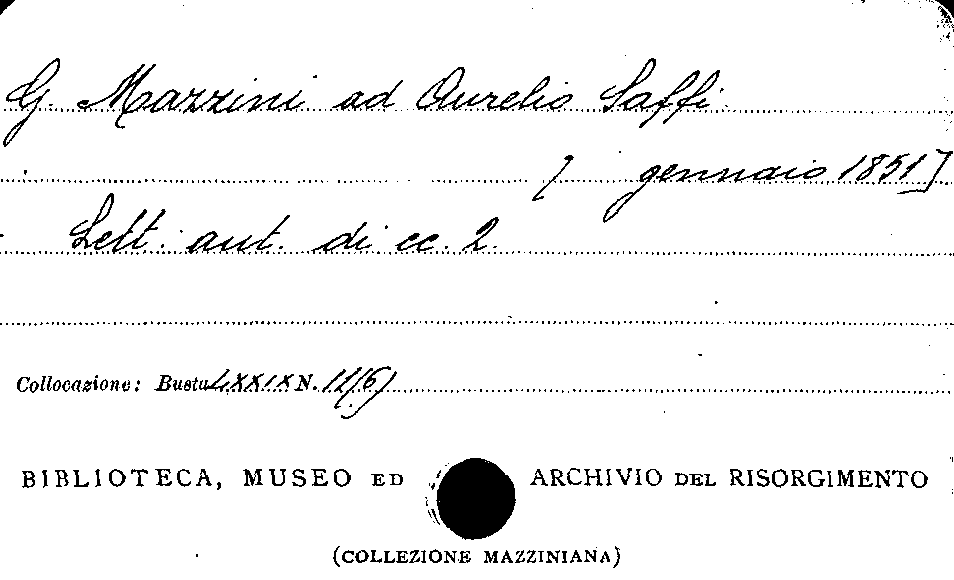 G. Mazzini ad Aurelio Saffi.
[ gennaio 1851]
Lett. aut. di cc. 2.
Collocazione: Busta LXXIX N. 11/6)
BIBLIOTECA, MUSEO ED ARCHIVIO DEL RISORGIMENTO
(COLLEZIONE MAZZINIANA)